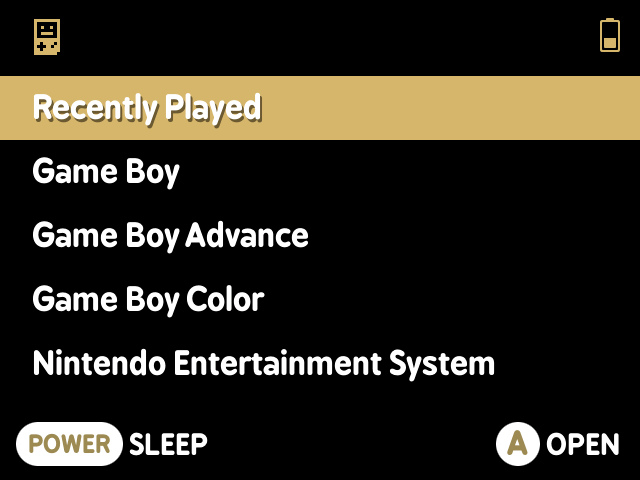 Recently Played
Game Boy
Game Boy Advance
Game Boy Color
Nintendo Entertainment System
POWER SLEEP
A OPEN